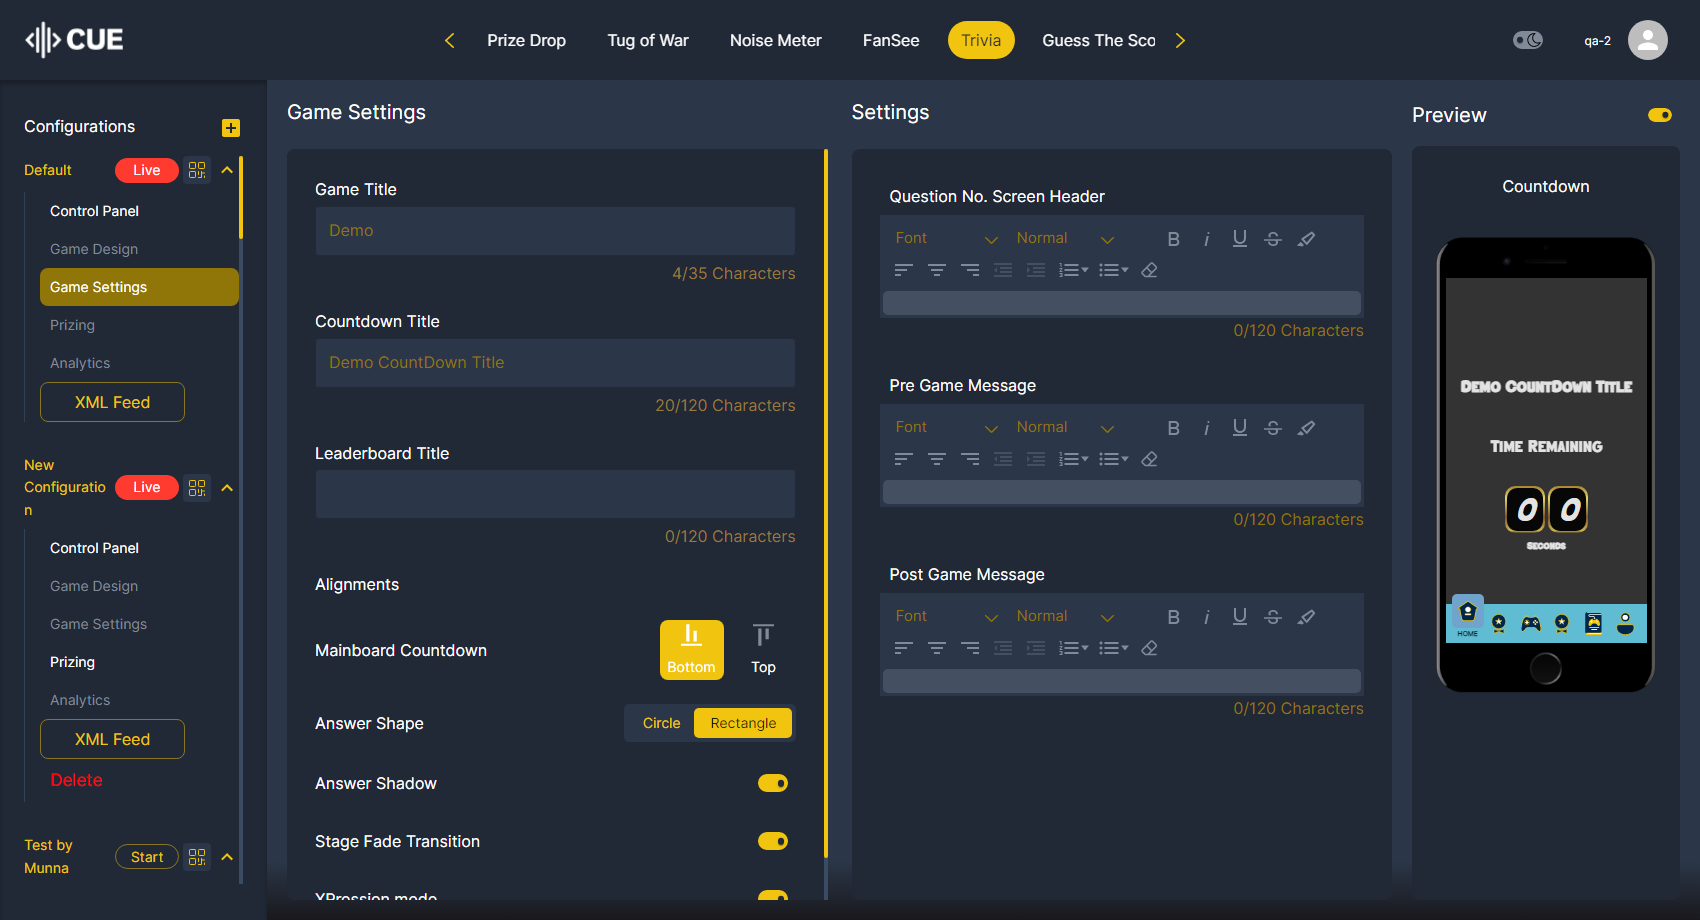 CUE
Prize Drop
Tug of War
Noise Meter
FanSee
Trivia
Guess The Sco
qa-2
Configurations
Default
Live
Control Panel
Game Design
Game Settings
Prizing
Analytics
XML Feed
New
Configuratio
n
Live
Control Panel
Game Design
Game Settings
Prizing
Analytics
XML Feed
Delete
Test by
Munna
Start
Game Settings
Game Title
Demo
4/35 Characters
Countdown Title
Demo CountDown Title
20/120 Characters
Leaderboard Title
0/120 Characters
Alignments
Mainboard Countdown
Bottom
Top
Answer Shape
Circle
Rectangle
Answer Shadow
Stage Fade Transition
XPression mode
Settings
Question No. Screen Header
Font
Normal
B i U S
0/120 Characters
Pre Game Message
Font
Normal
B i U S
0/120 Characters
Post Game Message
Font
Normal
B i U S
0/120 Characters
Preview
Countdown
Demo CountDown Title
Time Remaining
0 0
Seconds
HOME